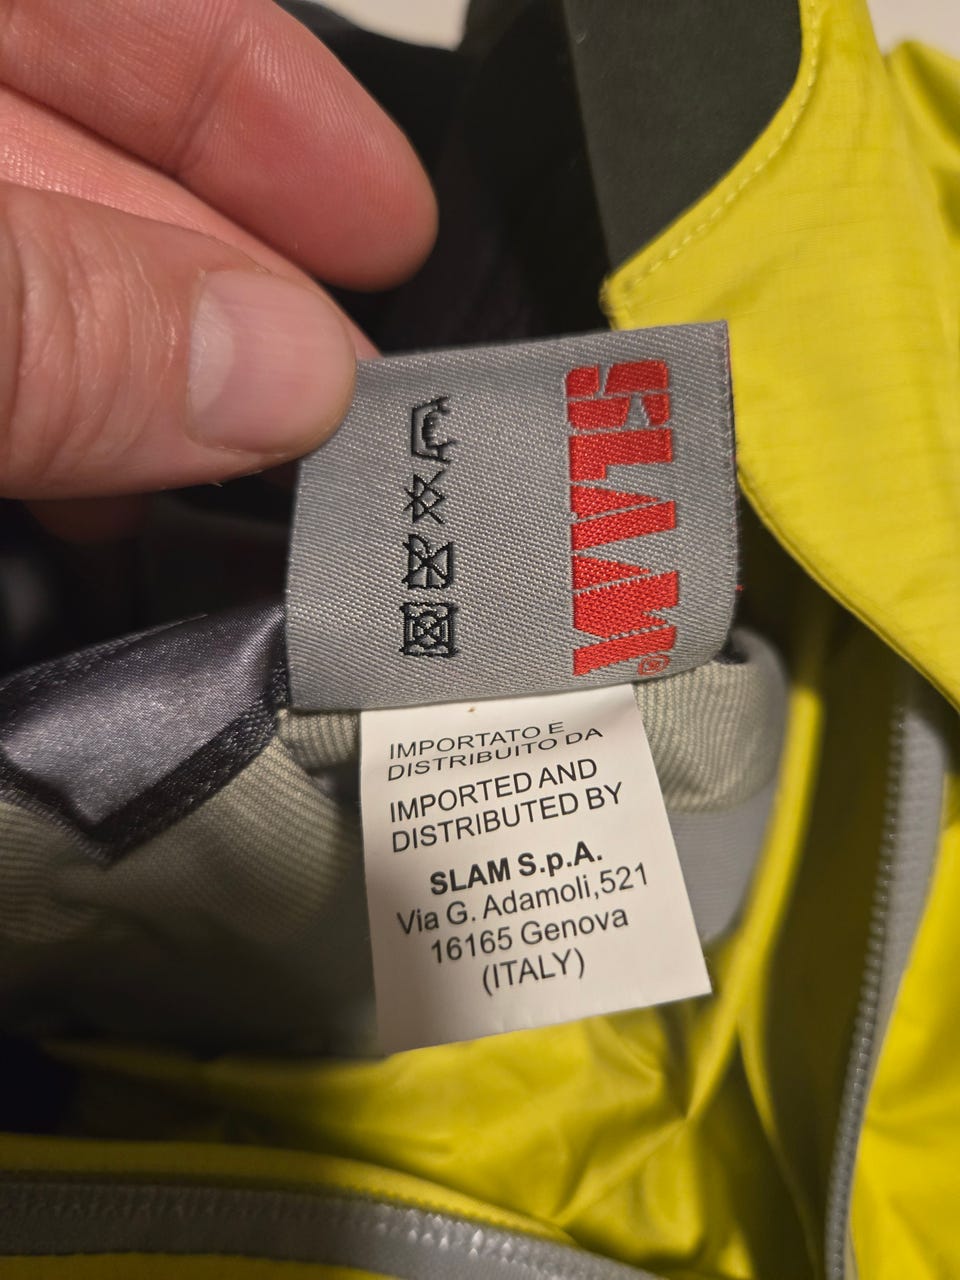 SLAM®
IMPORTATO E
DISTRIBUITO DA
IMPORTED AND
DISTRIBUTED BY
SLAM S.p.A.
Via G. Adamoli,521
16165 Genova
(ITALY)